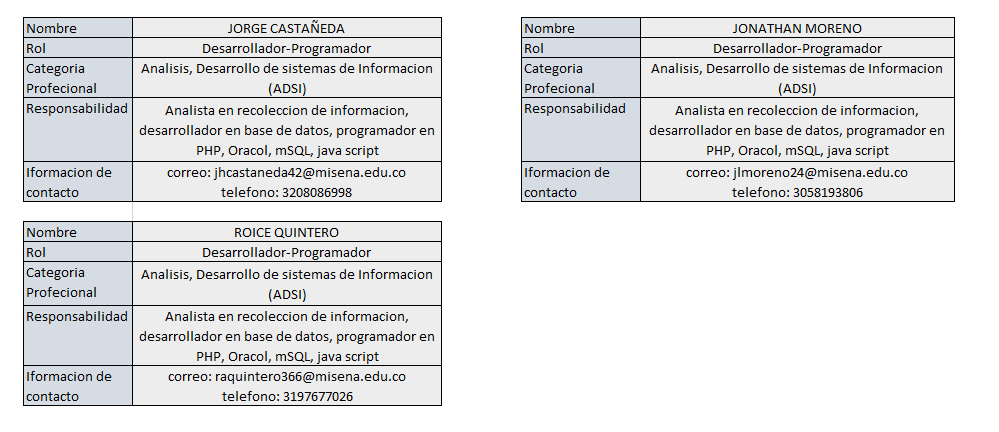 Nombre JORGE CASTAÑEDA
Rol Desarrollador-Programador
Categoria Profecional Analisis, Desarrollo de sistemas de Informacion
(ADSI)
Responsabilidad Analista en recoleccion de informacion,
desarrollador en base de datos, programador en
PHP, Oracol, mSQL, java script
Iformacion de contacto correo: jhcastaneda42@misena.edu.co
telefono: 3208086998
Nombre JONATHAN MORENO
Rol Desarrollador-Programador
Categoria Profecional Analisis, Desarrollo de sistemas de Informacion
(ADSI)
Responsabilidad Analista en recoleccion de informacion,
desarrollador en base de datos, programador en
PHP, Oracol, mSQL, java script
Iformacion de contacto correo: jlmoreno24@misena.edu.co
telefono: 3058193806
Nombre ROICE QUINTERO
Rol Desarrollador-Programador
Categoria Profecional Analisis, Desarrollo de sistemas de Informacion
(ADSI)
Responsabilidad Analista en recoleccion de informacion,
desarrollador en base de datos, programador en
PHP, Oracol, mSQL, java script
Iformacion de contacto correo: raquintero366@misena.edu.co
telefono: 3197677026